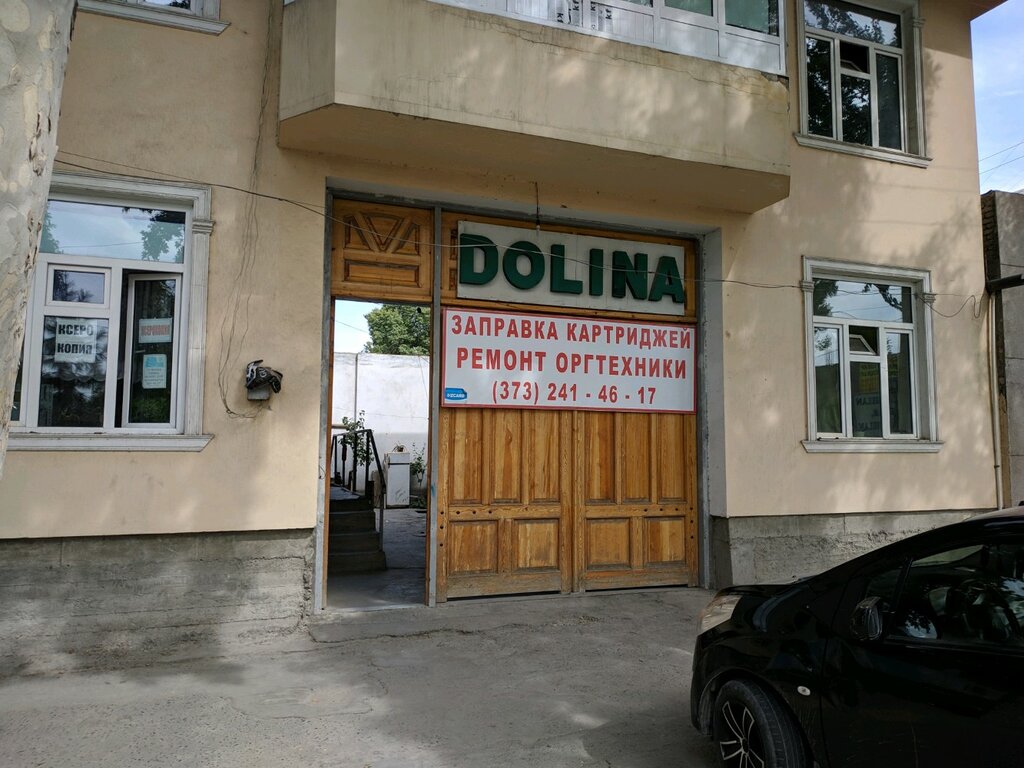 DOLINA
ЗАПРАВКА КАРТРИДЖЕЙ
РЕМОНТ ОРГТЕХНИКИ
(373) 241 - 46 - 17
КСЕРО
КОПИЯ